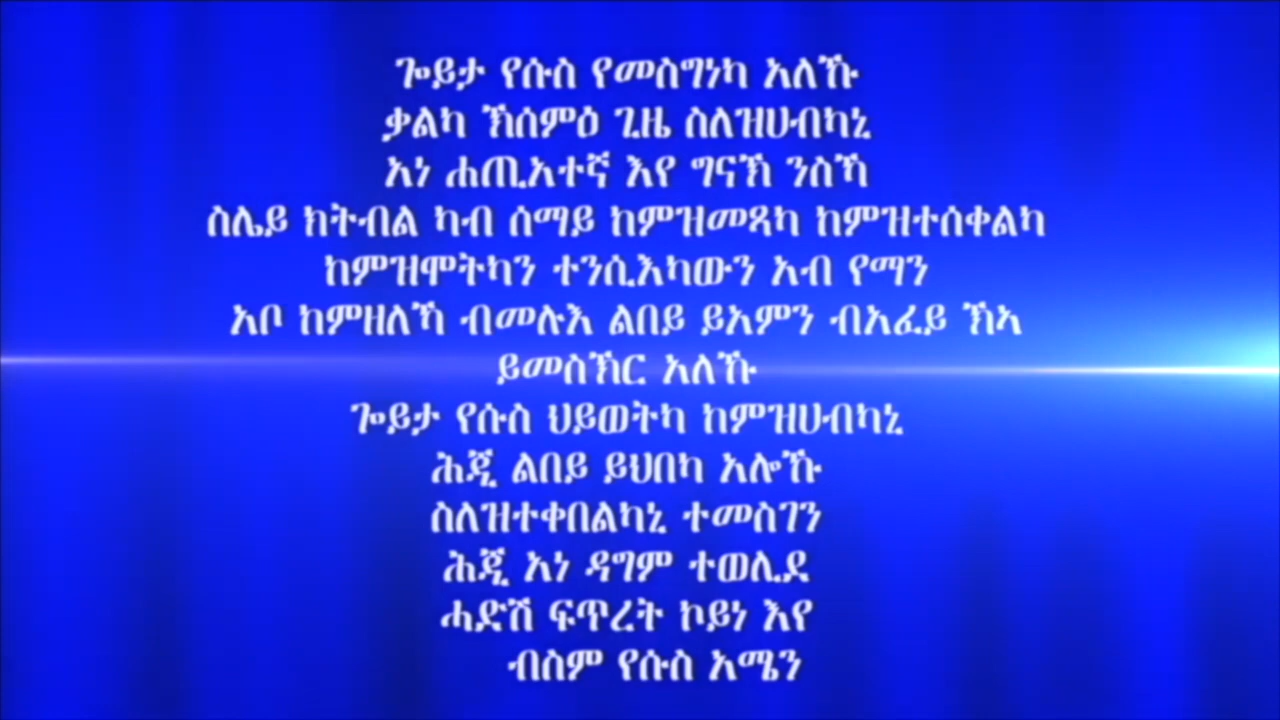 ጐይታ የሱስ የመስግነካ አለኹ
ቃልካ ኽሰምዕ ጊዜ ስለዝሀብካኒ
አነ ሐጢአተኛ እየ ግናኽ ንስኻ
ስሌይ ክትብል ካብ ሰማይ ከምዝመጻካ ከምዝተሰቀልካ
ከምዝሞትካን ተንሲእካውን አብ የማን
አቦ ከምዘለኻ ብመሉእ ልበይ ይአምን ብአፈይ ኽኣ
ይመስኽር አለኹ
ጐይታ የሱስ ህይወትካ ከምዝሀብካኒ
ሕጂ ልበይ ይህበካ አሎኹ
ስለዝተቀበልካኒ ተመስገን
ሕጂ አነ ዳግም ተወሊደ
ሓድሽ ፍጥረት ኮይነ እየ
ብስም የሱስ አሜን